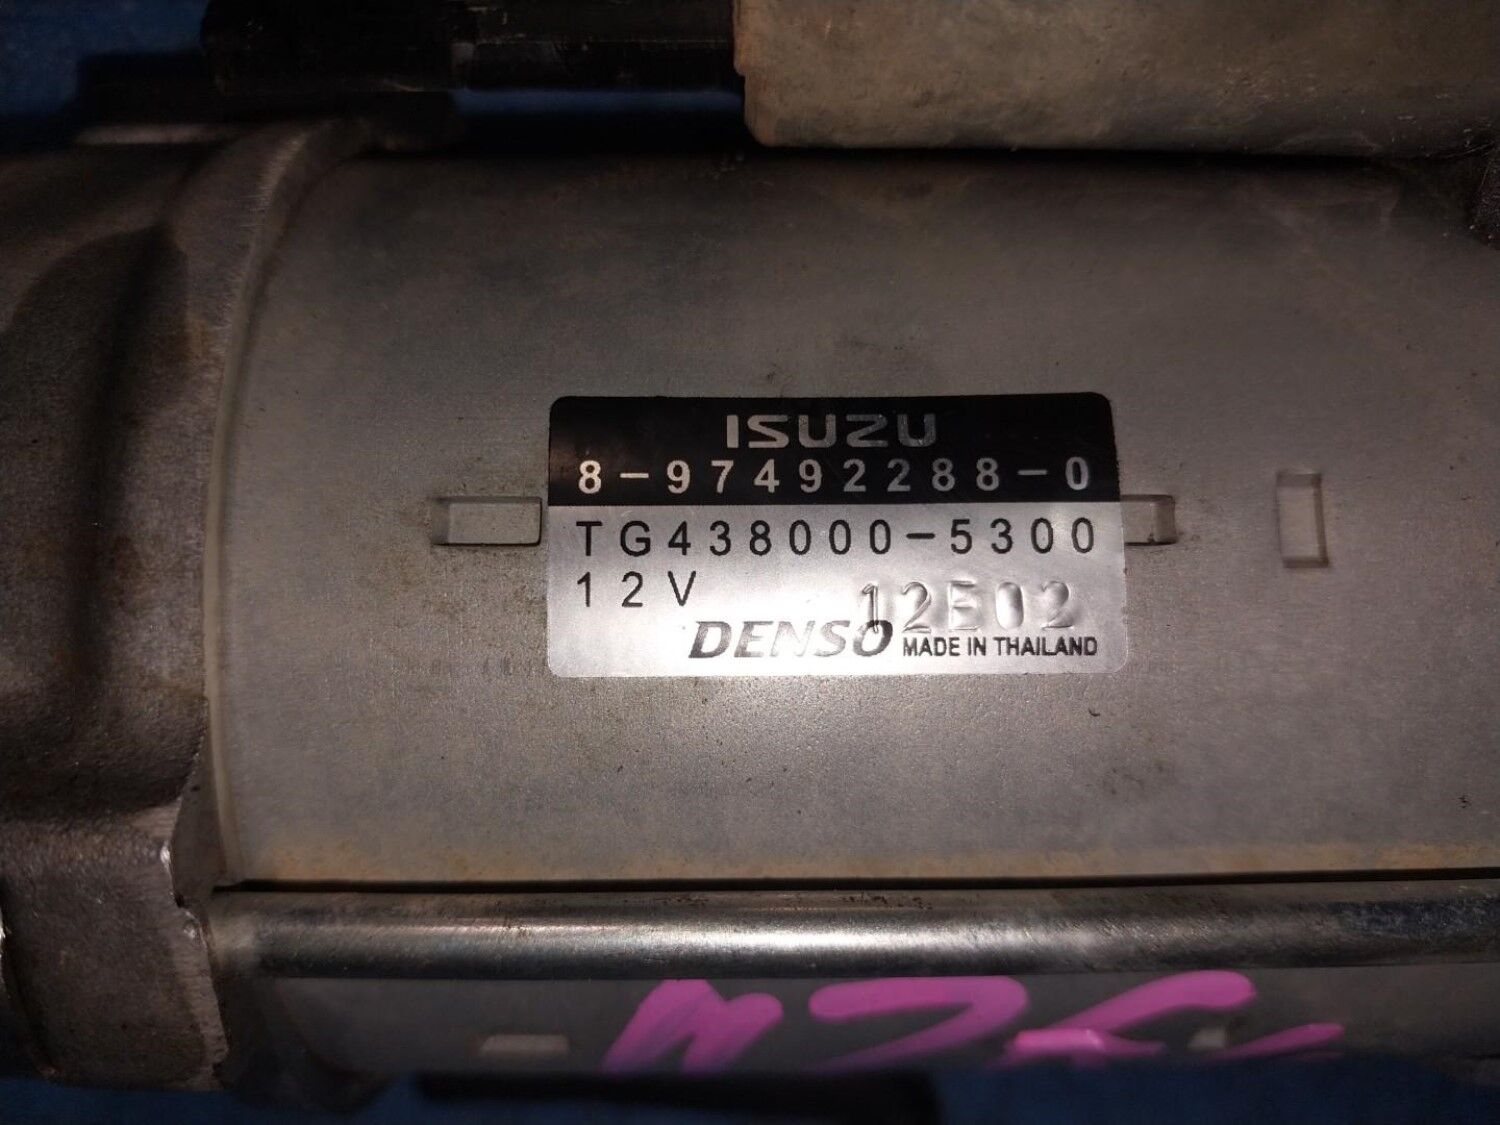 ISUZU
8-97492288-0
TG438000-5300
12V
12E02
DENSO MADE IN THAILAND